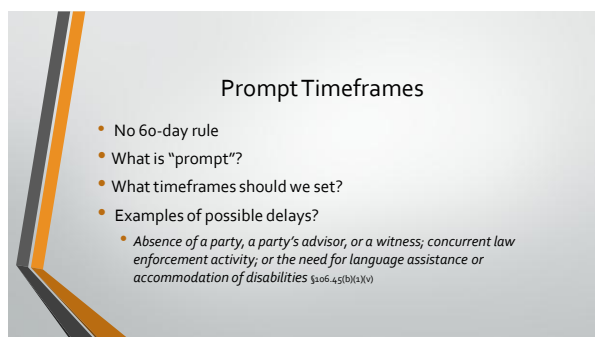 Prompt Timeframes
• No 60-day rule
• What is “prompt”?
• What timeframes should we set?
• Examples of possible delays?
• Absence of a party, a party’s advisor, or a witness; concurrent law
enforcement activity; or the need for language assistance or
accommodation of disabilities §106.45(b)(1)(v)